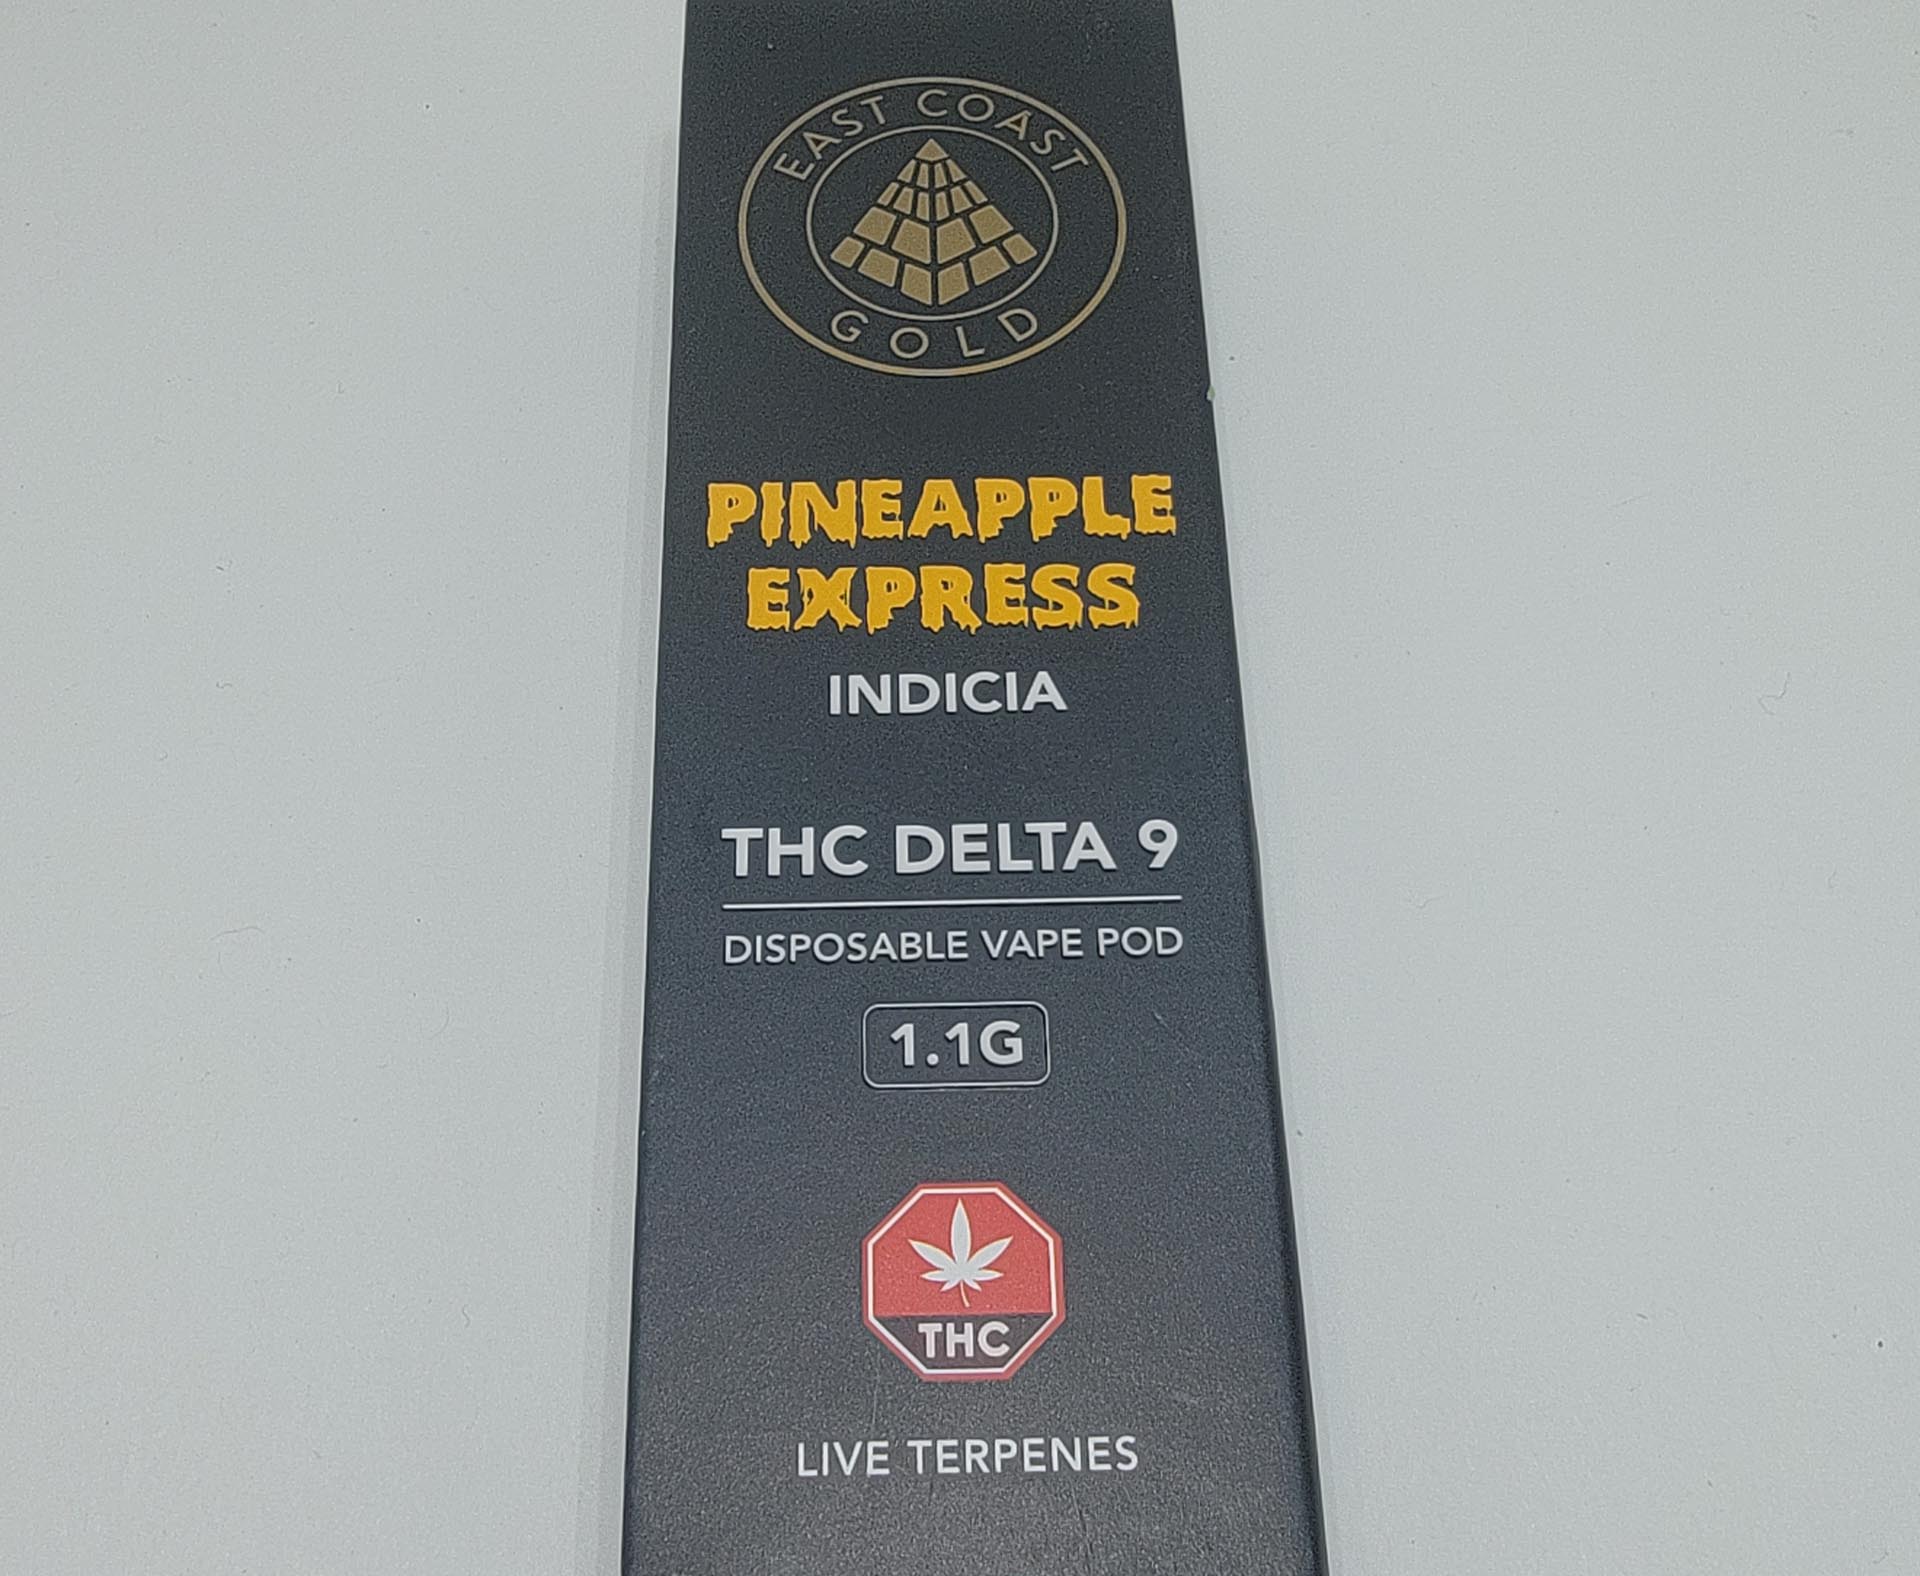 EAST COAST
GOLD
PINEAPPLE
EXPRESS
INDICIA
THC DELTA 9
DISPOSABLE VAPE POD
1.1G
THC
LIVE TERPENES